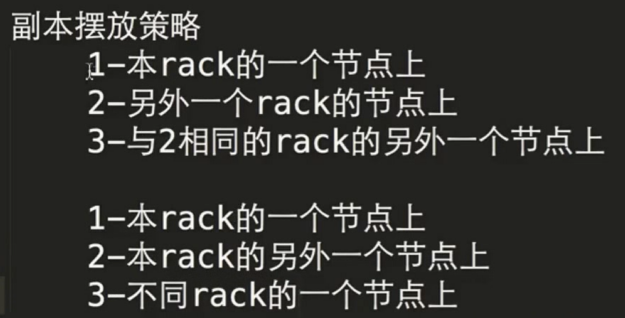 副本摆放策略
1-本rack的一个节点上
2-另外一个rack的节点上
3-与2相同的rack的另外一个节点上
1-本rack的一个节点上
2-本rack的另外一个节点上
3-不同rack的一个节点上